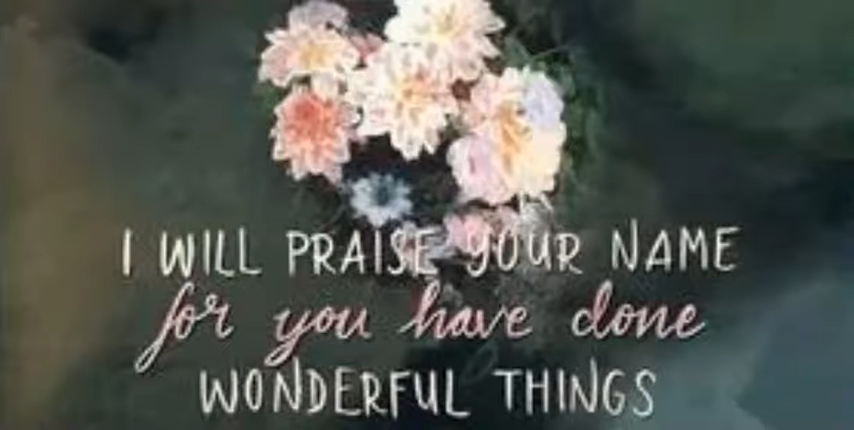 I WILL PRAISE YOUR NAME
for you have done
WONDERFUL THINGS